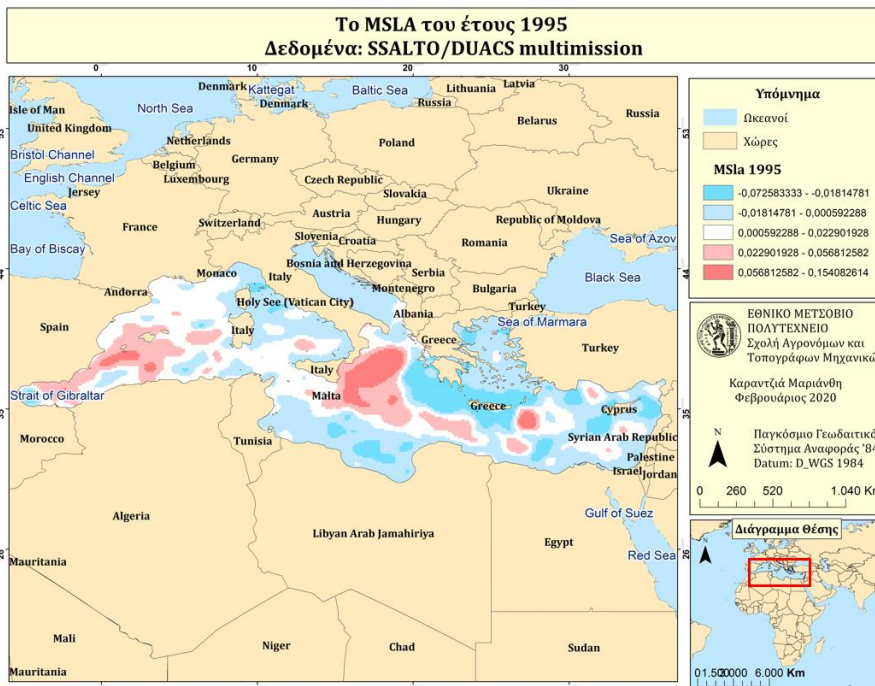 Το MSLA του έτους 1995
Δεδομένα: SSALTO/DUACS multimission
0
10
20
30
Denmark
Kattegat
Baltic Sea
Lithuania
Latvia
Isle of Man
North Sea
Denmark
Russia
Russia
53
United Kingdom
Netherlands
Belarus
53
Bristol Channel
Belgium
Germany
Poland
English Channel
Luxembourg
Czech Republic
Jersey
Slovakia
Ukraine
Celtic Sea
Austria
France
Switzerland
Hungary
Republic of Moldova
Slovenia
Croatia
Romania
Sea of Azov
Bay of Biscay
Bosnia and Herzegovina
Serbia
44
Monaco
Italy
Montenegro
Bulgaria
Black Sea
44
Andorra
Holy See (Vatican City)
Albania
Turkey
Spain
Italy
Sea of Marmara
Greece
Turkey
Italy
Strait of Gibraltar
Malta
Greece
Cyprus
35
Morocco
Tunisia
Syrian Arab Republic
Palestine
Israel
Jordan
Algeria
Gulf of Suez
Libyan Arab Jamahiriya
Egypt
Mauritania
Red Sea
Mali
Niger
Chad
Sudan
Mauritania
Υπόμνημα
Ωκεανοί
Χώρες
MSla 1995
-0,072583333 - -0,01814781
-0,01814781 - 0,000592288
0,000592288 - 0,022901928
0,022901928 - 0,056812582
0,056812582 - 0,154082614
ΕΘΝΙΚΟ ΜΕΤΣΟΒΙΟ
ΠΟΛΥΤΕΧΝΕΙΟ
Σχολή Αγρονόμων και
Τοπογράφων Μηχανικώ
Καραντζιά Μαριάνθη
Φεβρουάριος 2020
N
Παγκόσμιο Γεωδαιτικό
Σύστημα Αναφοράς '84
Datum: D_WGS 1984
0 260 520 1.040 Km
Διάγραμμα Θέσης
6.000 Km